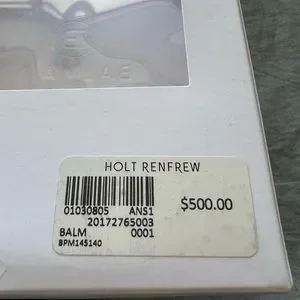 HOLT RENFREW
01030805 ANS1
20172765003
BALM 0001
BPM145140
$500.00